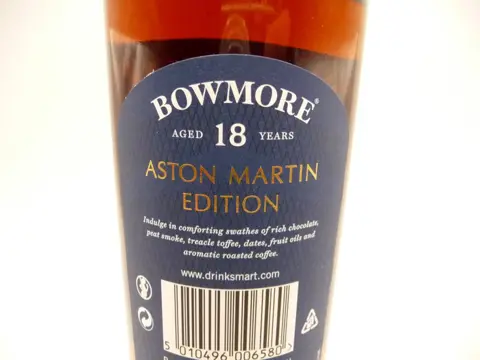 BOWMORE®
AGED 18 YEARS
ASTON MARTIN
EDITION
Indulge in comforting swathes of rich chocolate,
peat smoke, treacle toffee, dates, fruit oils and
aromatic roasted coffee.
www.drinksmart.com
5 010496 006580 >